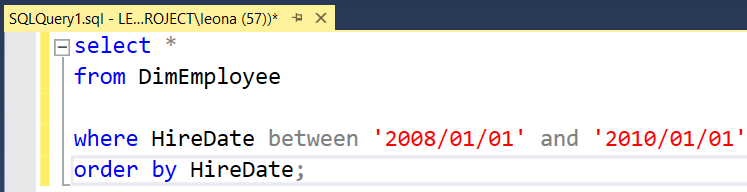 SQLQuery1.sql - LE...ROJECT\leona (57))*
select *
from DimEmployee
where HireDate between '2008/01/01' and '2010/01/01'
order by HireDate;